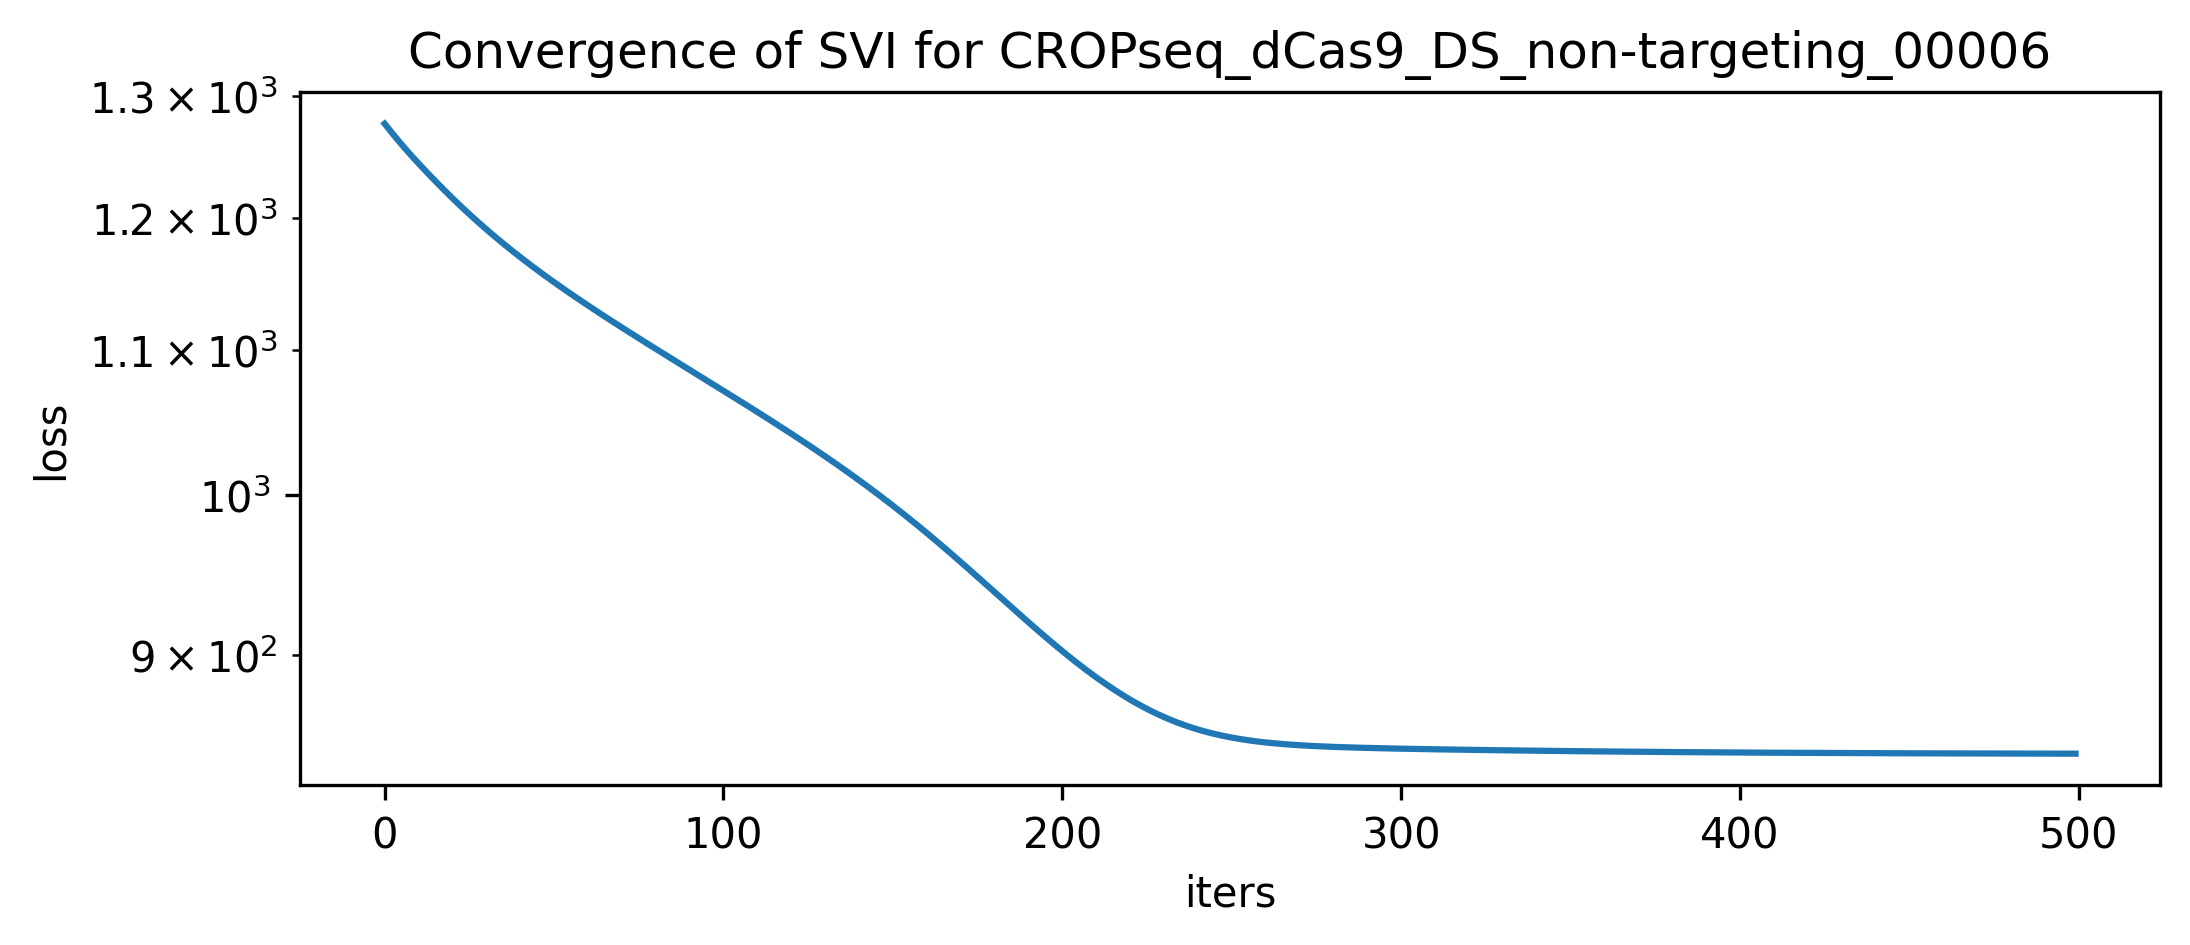 Convergence of SVI for CROPseq_dCas9_DS_non-targeting_00006
1.3 × 10³
1.2 × 10³
1.1 × 10³
10³
9 × 10²
loss
0 100 200 300 400 500
iters